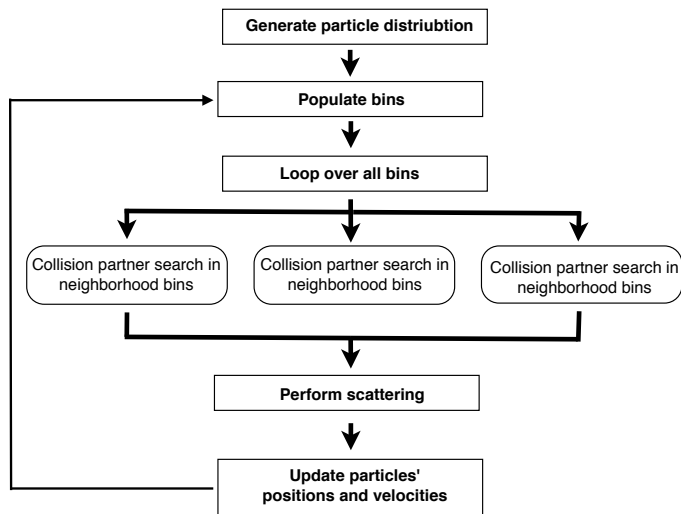 Generate particle distriubtion
Populate bins
Loop over all bins
Collision partner search in
neighborhood bins
Collision partner search in
neighborhood bins
Collision partner search in
neighborhood bins
Perform scattering
Update particles'
positions and velocities